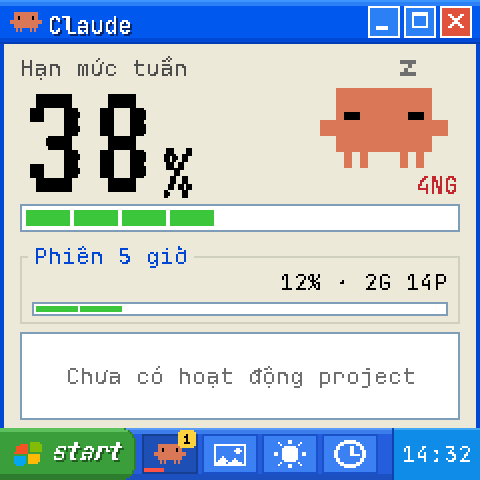 Claude
Hạn mức tuần
z
38%
4NG
Phiên 5 giờ
12% · 2G 14P
Chưa có hoạt động project
start
1
14:32